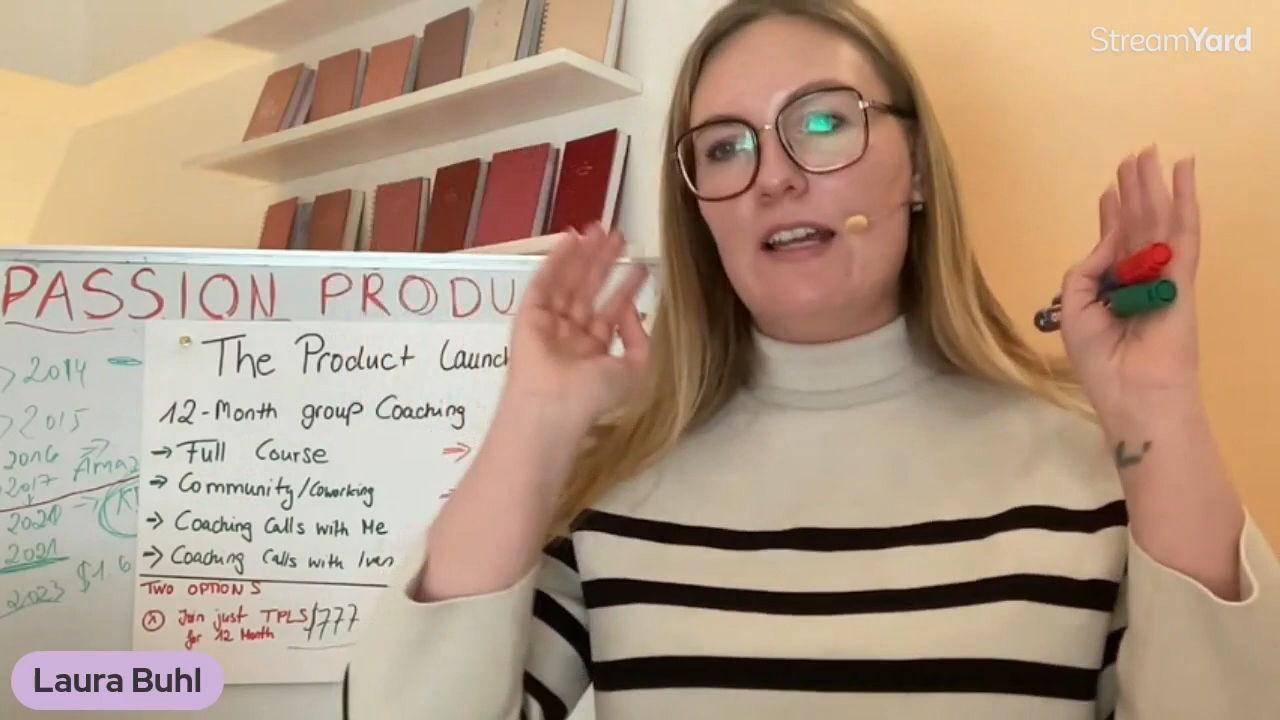 StreamYard
PASSION PRODU
2014
2015
2016
2017
2021
2023 $1.6
The Product Launch
12-Month group Coaching
→ Full Course
→ Community/Coworking
→ Coaching Calls with Me
→ Coaching Calls with Iven
TWO OPTIONS
Join just TPLS $777
for 12 Month
Laura Buhl